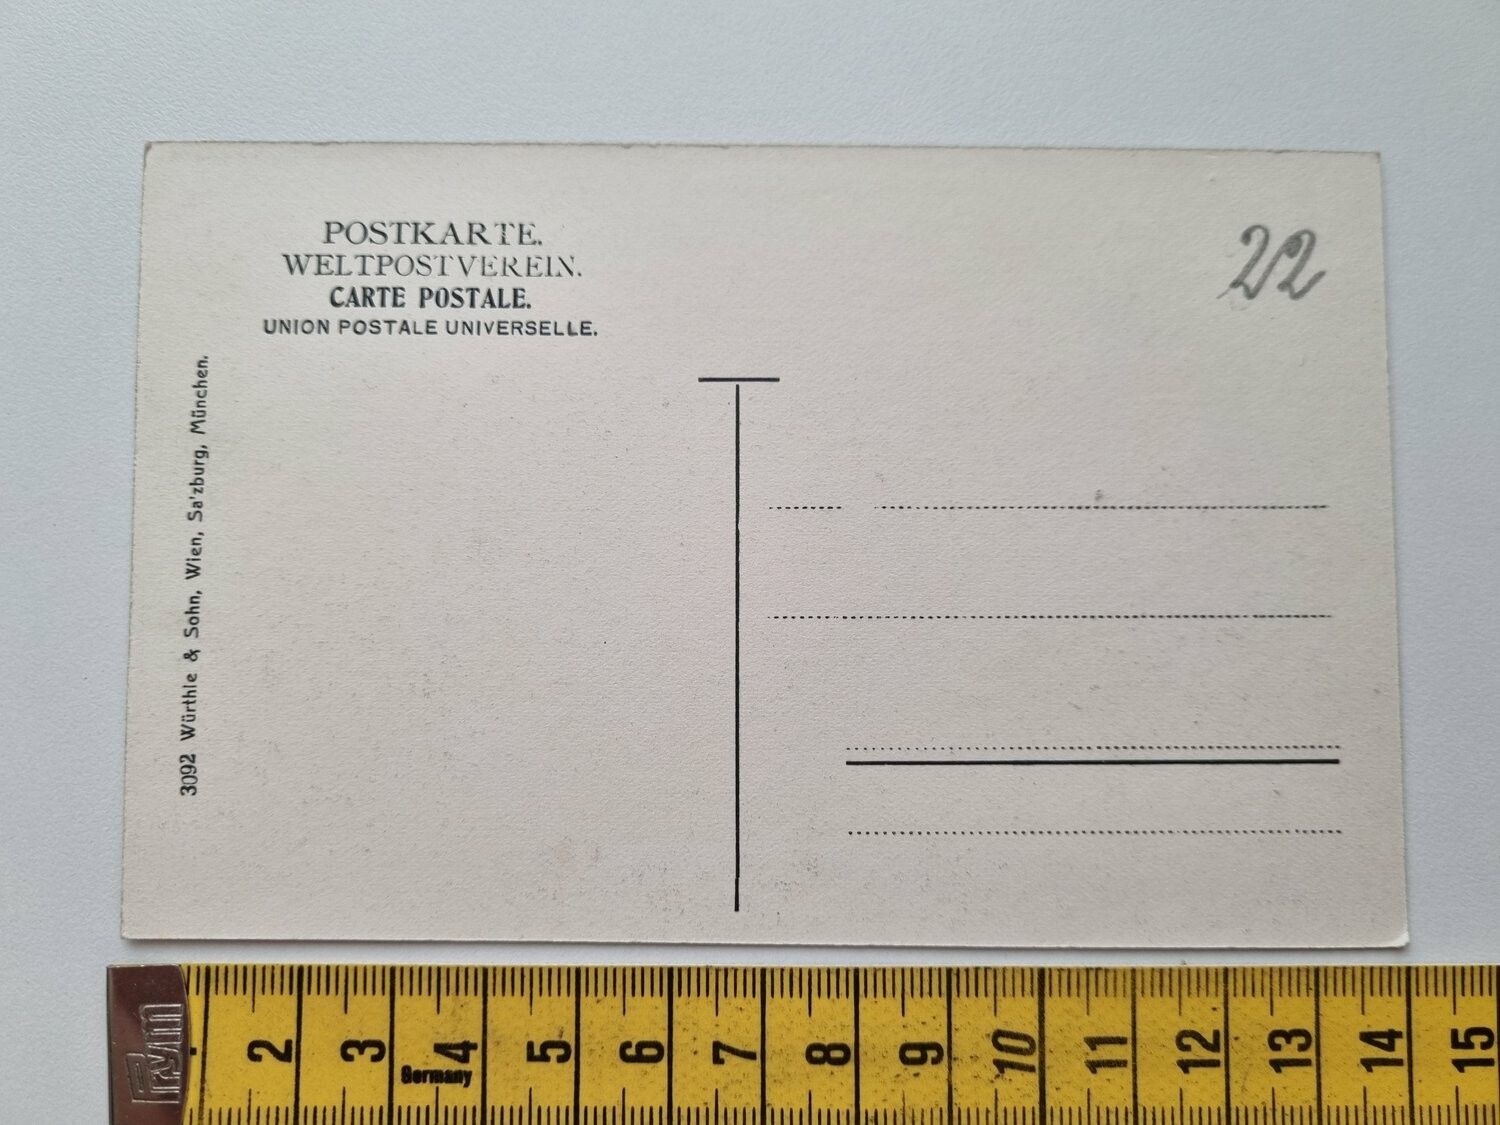 POSTKARTE.
WELTPOSTVEREIN.
CARTE POSTALE.
UNION POSTALE UNIVERSELLE.
22
3092 Würthle & Sohn, Wien, Sa'zburg, München.
Prym
2 3 4 5 6 7 8 9 10 11 12 13 14 15
Germany